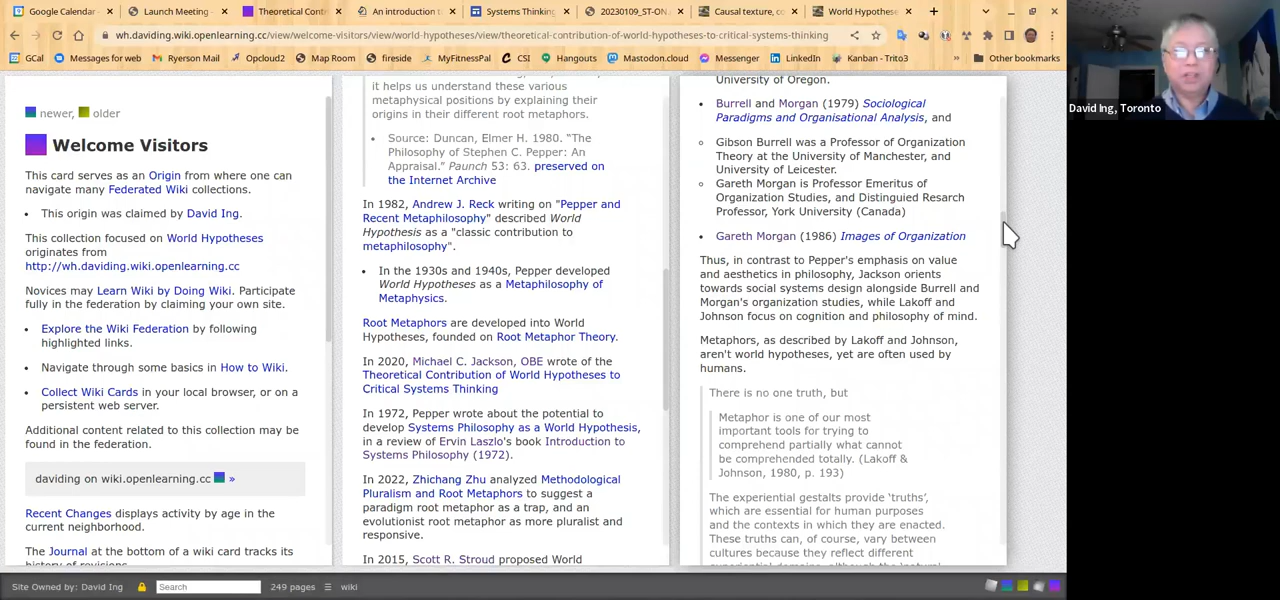 Google Calendar
Launch Meeting -
Theoretical Cont
An introduction t
Systems Thinking
20230109_ST-ON
Causal texture, co
World Hypothese
wh.daviding.wiki.openlearning.cc/view/welcome-visitors/view/world-hypotheses/view/theoretical-contribution-of-world-hypotheses-to-critical-systems-thinking
GCal
Messages for web
Ryerson Mail
Opcloud2
Map Room
fireside
MyFitnessPal
CSI
Hangouts
Mastodon.cloud
Messenger
LinkedIn
Kanban - Trito3
»
Other bookmarks
newer, older
Welcome Visitors
This card serves as an Origin from where one can
navigate many Federated Wiki collections.
• This origin was claimed by David Ing.
This collection focused on World Hypotheses
originates from
http://wh.daviding.wiki.openlearning.cc
Novices may Learn Wiki by Doing Wiki. Participate
fully in the federation by claiming your own site.
• Explore the Wiki Federation by following
highlighted links.
• Navigate through some basics in How to Wiki.
• Collect Wiki Cards in your local browser, or on a
persistent web server.
Additional content related to this collection may be
found in the federation.
daviding on wiki.openlearning.cc »
Recent Changes displays activity by age in the
current neighborhood.
The Journal at the bottom of a wiki card tracks its
history of revisions.
it helps us understand these various
metaphysical positions by explaining their
origins in their different root metaphors.
• Source: Duncan, Elmer H. 1980. “The
Philosophy of Stephen C. Pepper: An
Appraisal.” Paunch 53: 63. preserved on
the Internet Archive
In 1982, Andrew J. Reck writing on "Pepper and
Recent Metaphilosophy" described World
Hypothesis as a "classic contribution to
metaphilosophy".
• In the 1930s and 1940s, Pepper developed
World Hypotheses as a Metaphilosophy of
Metaphysics.
Root Metaphors are developed into World
Hypotheses, founded on Root Metaphor Theory.
In 2020, Michael C. Jackson, OBE wrote of the
Theoretical Contribution of World Hypotheses to
Critical Systems Thinking
In 1972, Pepper wrote about the potential to
develop Systems Philosophy as a World Hypothesis,
in a review of Ervin Laszlo's book Introduction to
Systems Philosophy (1972).
In 2022, Zhichang Zhu analyzed Methodological
Pluralism and Root Metaphors to suggest a
paradigm root metaphor as a trap, and an
evolutionist root metaphor as more pluralist and
responsive.
In 2015, Scott R. Stroud proposed World
University of Oregon.
• Burrell and Morgan (1979) Sociological
Paradigms and Organisational Analysis, and
◦ Gibson Burrell was a Professor of Organization
Theory at the University of Manchester, and
University of Leicester.
◦ Gareth Morgan is Professor Emeritus of
Organization Studies, and Distinguied Resarch
Professor, York University (Canada)
• Gareth Morgan (1986) Images of Organization
Thus, in contrast to Pepper's emphasis on value
and aesthetics in philosophy, Jackson orients
towards social systems design alongside Burrell and
Morgan's organization studies, while Lakoff and
Johnson focus on cognition and philosophy of mind.
Metaphors, as described by Lakoff and Johnson,
aren't world hypotheses, yet are often used by
humans.
There is no one truth, but
Metaphor is one of our most
important tools for trying to
comprehend partially what cannot
be comprehended totally. (Lakoff &
Johnson, 1980, p. 193)
The experiential gestalts provide ‘truths’,
which are essential for human purposes
and the contexts in which they are enacted.
These truths can, of course, vary between
cultures because they reflect different
Site Owned by: David Ing
Search
249 pages
wiki
David Ing, Toronto